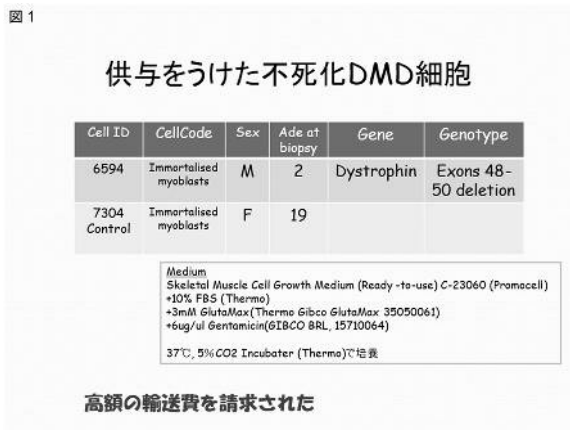 図 1
供与をうけた不死化DMD細胞
Cell ID CellCode Sex Ade at biopsy Gene Genotype
6594 Immortalised myoblasts M 2 Dystrophin Exons 48-50 deletion
7304 Control Immortalised myoblasts F 19
Medium
Skeletal Muscle Cell Growth Medium (Ready -to-use) C-23060 (Promocell)
+10% FBS (Thermo)
+3mM GlutaMax(Thermo Gibco GlutaMax 35050061)
+6ug/ul Gentamicin(GIBCO BRL, 15710064)
37℃, 5%CO2 Incubater (Thermo)で培養
高額の輸送費を請求された